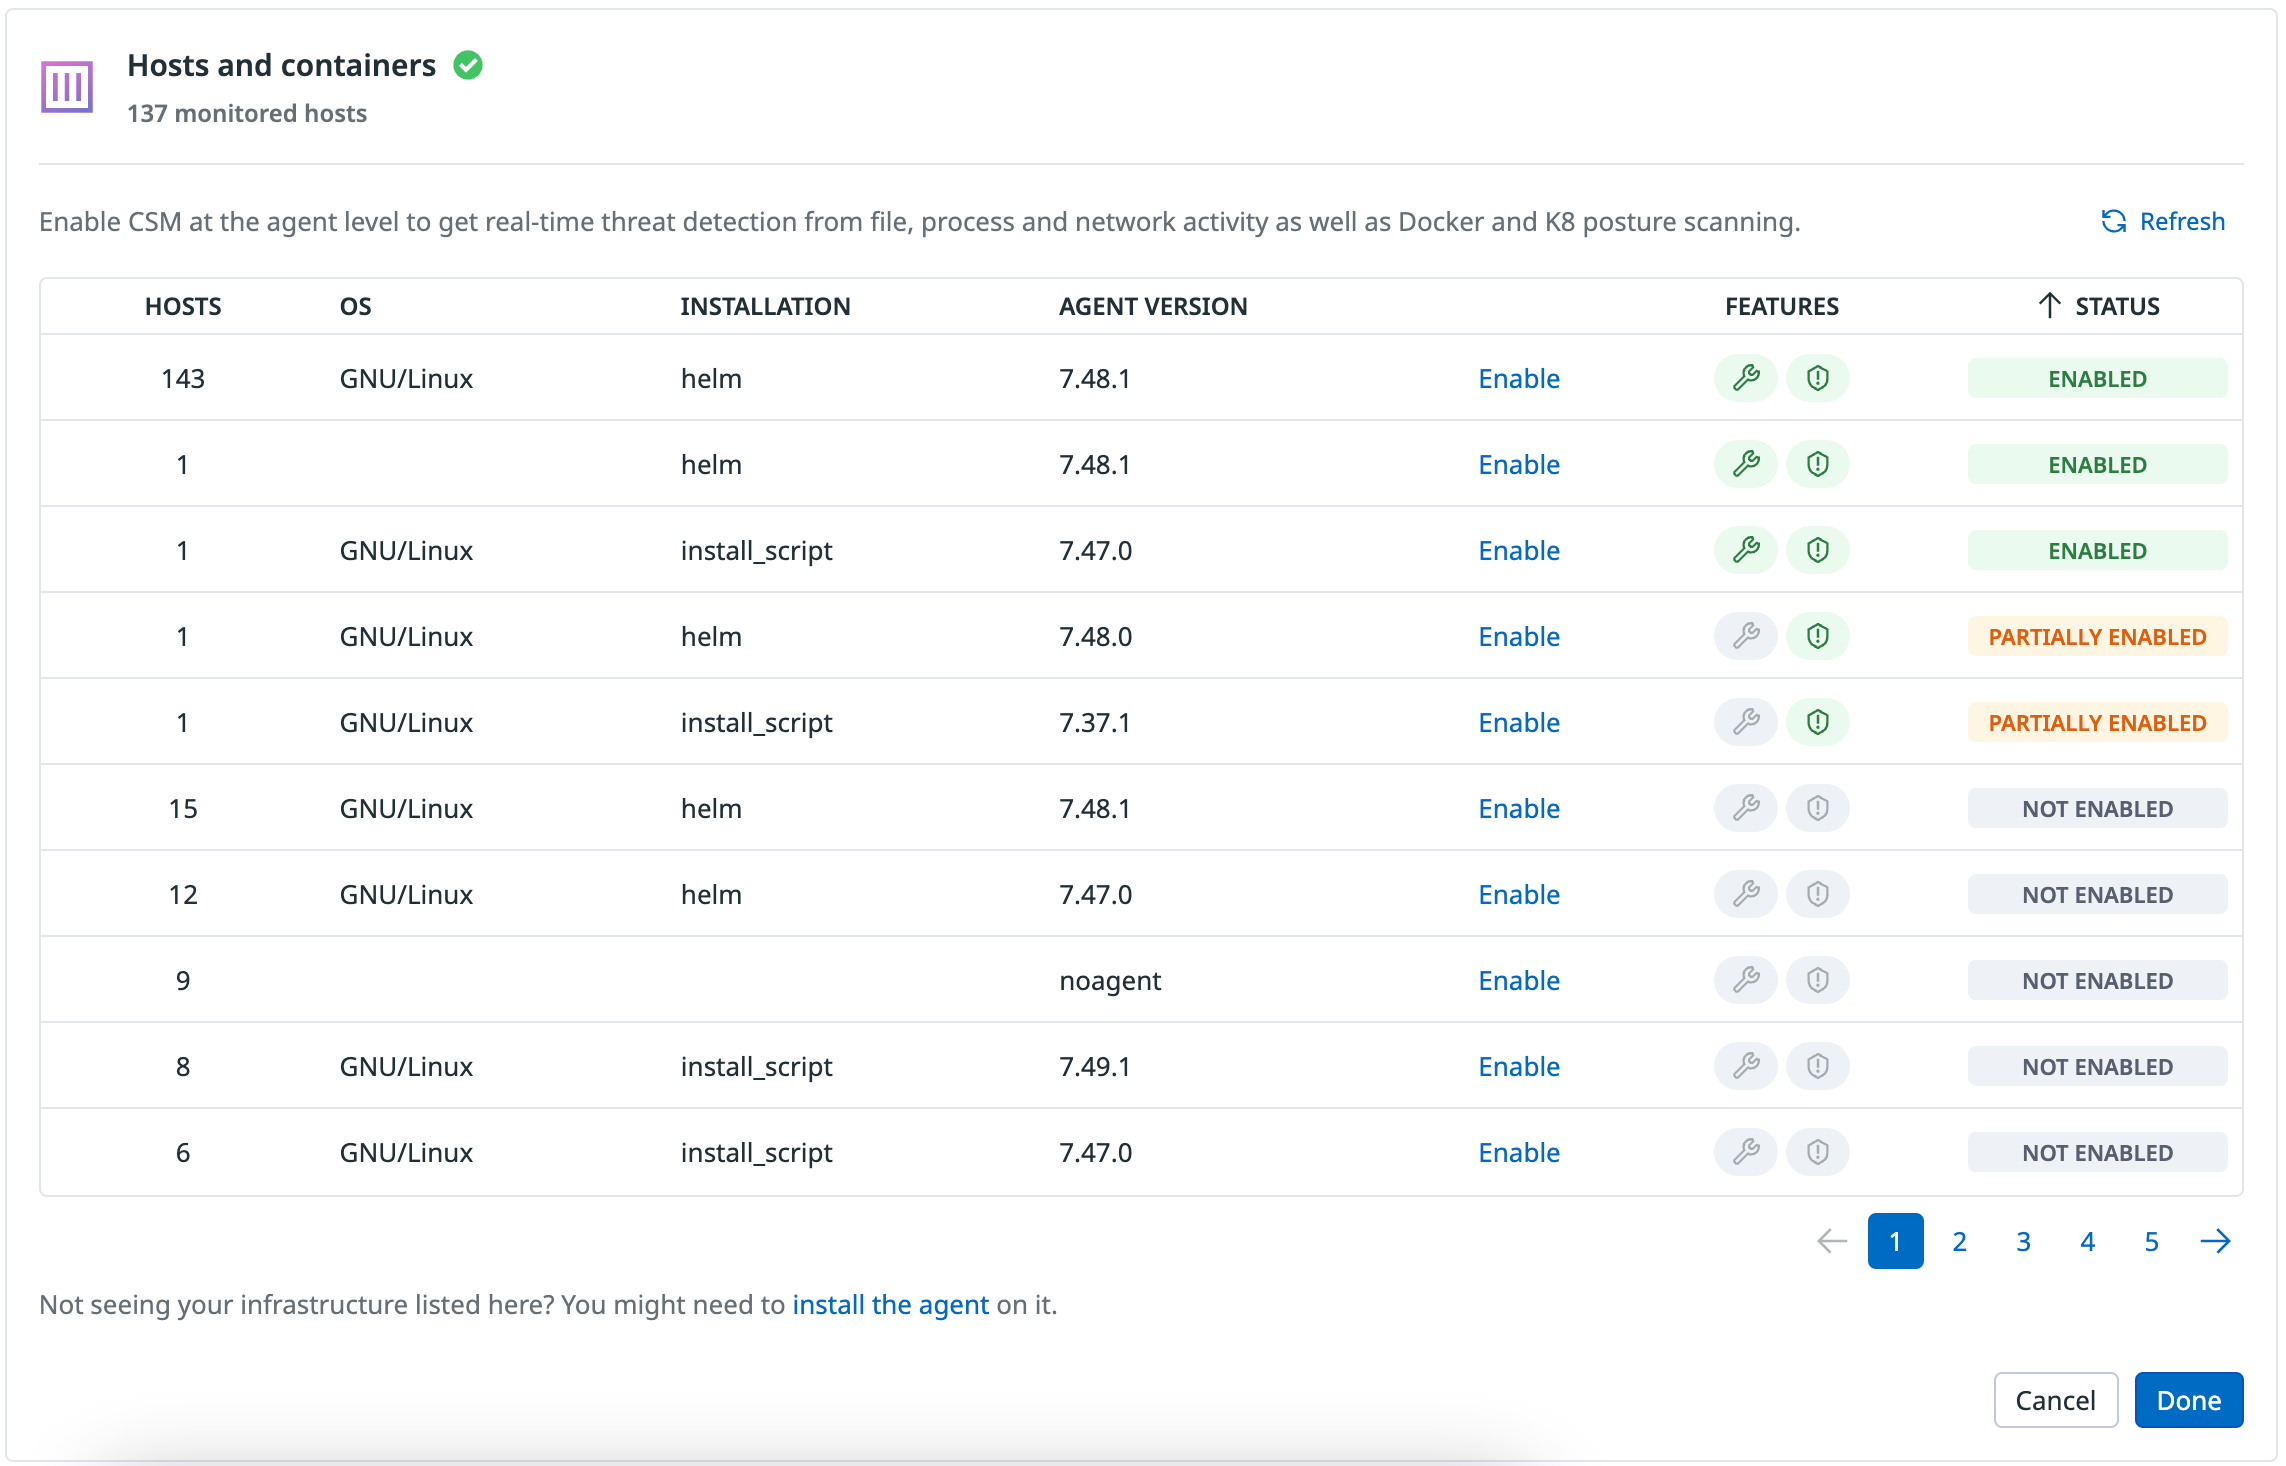 Hosts and containers
137 monitored hosts
Enable CSM at the agent level to get real-time threat detection from file, process and network activity as well as Docker and K8 posture scanning.
Refresh
HOSTS OS INSTALLATION AGENT VERSION FEATURES STATUS
143 GNU/Linux helm 7.48.1 Enable ENABLED
1 helm 7.48.1 Enable ENABLED
1 GNU/Linux install_script 7.47.0 Enable ENABLED
1 GNU/Linux helm 7.48.0 Enable PARTIALLY ENABLED
1 GNU/Linux install_script 7.37.1 Enable PARTIALLY ENABLED
15 GNU/Linux helm 7.48.1 Enable NOT ENABLED
12 GNU/Linux helm 7.47.0 Enable NOT ENABLED
9 noagent Enable NOT ENABLED
8 GNU/Linux install_script 7.49.1 Enable NOT ENABLED
6 GNU/Linux install_script 7.47.0 Enable NOT ENABLED
1 2 3 4 5
Not seeing your infrastructure listed here? You might need to install the agent on it.
Cancel Done